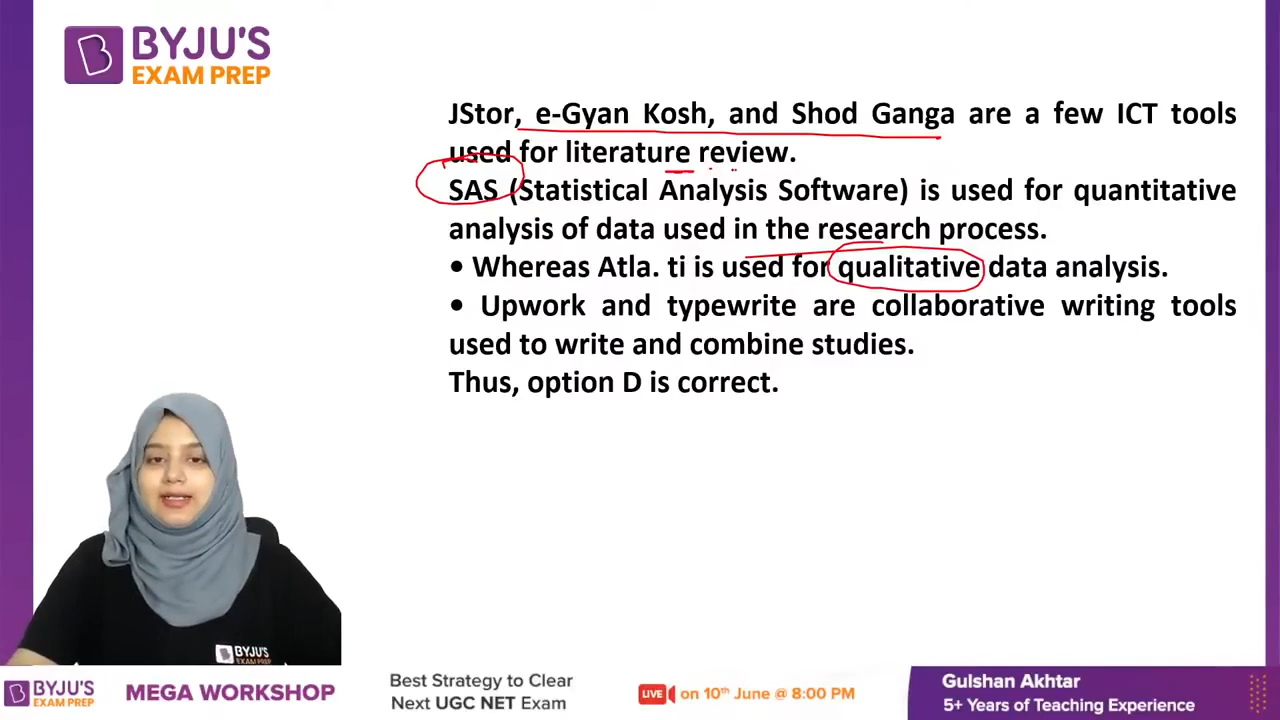 BYJU'S
EXAM PREP
JStor, e-Gyan Kosh, and Shod Ganga are a few ICT tools
used for literature review.
SAS (Statistical Analysis Software) is used for quantitative
analysis of data used in the research process.
• Whereas Atla. ti is used for qualitative data analysis.
• Upwork and typewrite are collaborative writing tools
used to write and combine studies.
Thus, option D is correct.
BYJU'S
EXAM PREP
BYJU'S
EXAM PREP
MEGA WORKSHOP
Best Strategy to Clear
Next UGC NET Exam
LIVE on 10th June @ 8:00 PM
Gulshan Akhtar
5+ Years of Teaching Experience